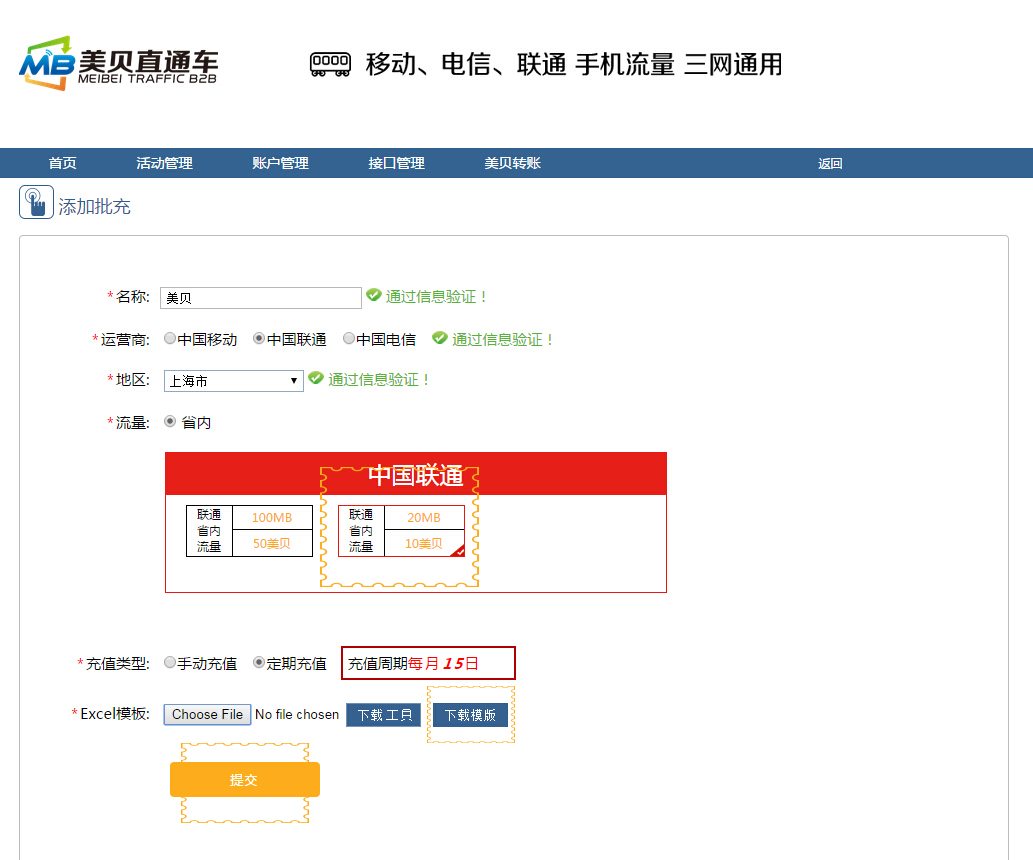 MB美贝直通车
MEIBEI TRAFFIC B2B
移动、电信、联通 手机流量 三网通用
首页 活动管理 账户管理 接口管理 美贝转账 返回
添加批充
*名称: 美贝 通过信息验证！
*运营商: 中国移动 中国联通 中国电信 通过信息验证！
*地区: 上海市 通过信息验证！
*流量: 省内
中国联通
联通 省内 流量 100MB 50美贝
联通 省内 流量 20MB 10美贝
*充值类型: 手动充值 定期充值 充值周期每月15日
*Excel模板: Choose File No file chosen 下载工具 下载模版
提交